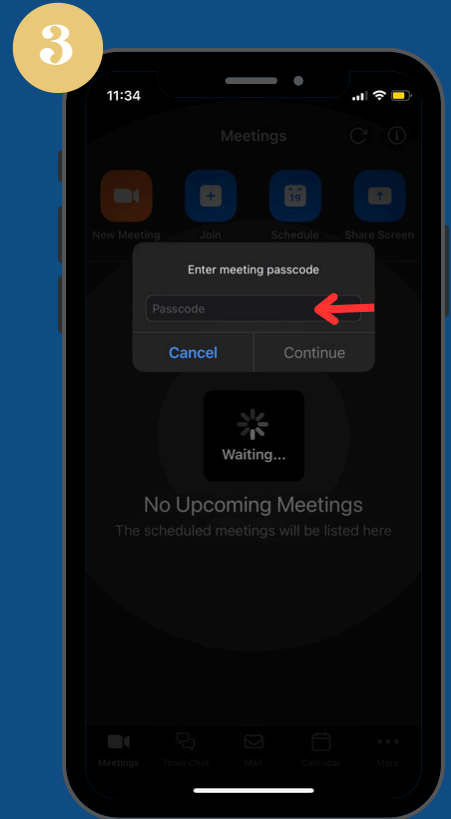 3
11:34
Meetings
19
New Meeting Join Schedule Share Screen
Enter meeting passcode
Passcode
Cancel Continue
Waiting...
No Upcoming Meetings
The scheduled meetings will be listed here
Meetings Team Chat Mail Calendar More